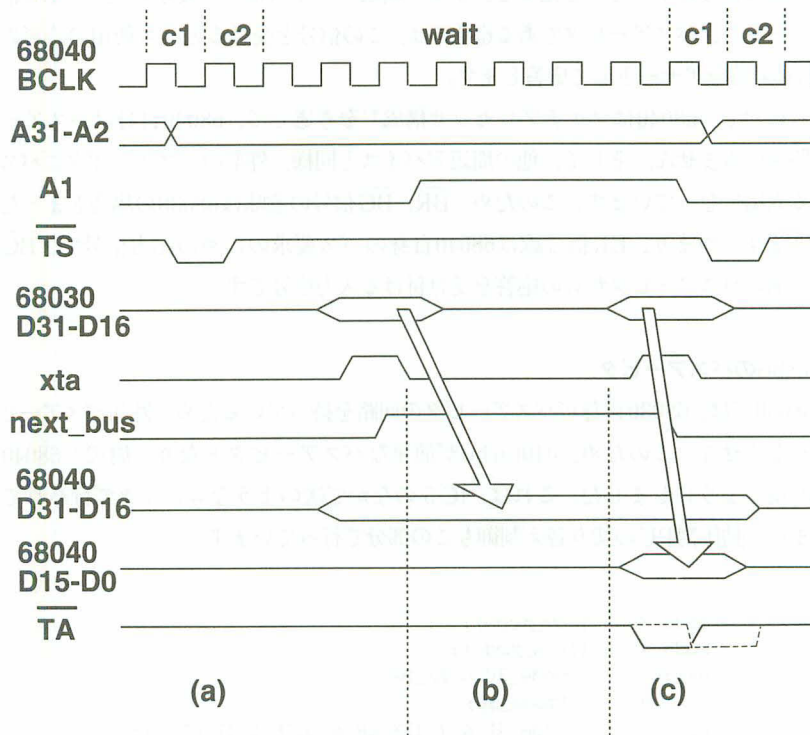 c1 c2 wait c1 c2
68040
BCLK
A31-A2
A1
TS
68030
D31-D16
xta
next_bus
68040
D31-D16
68040
D15-D0
TA
(a) (b) (c)